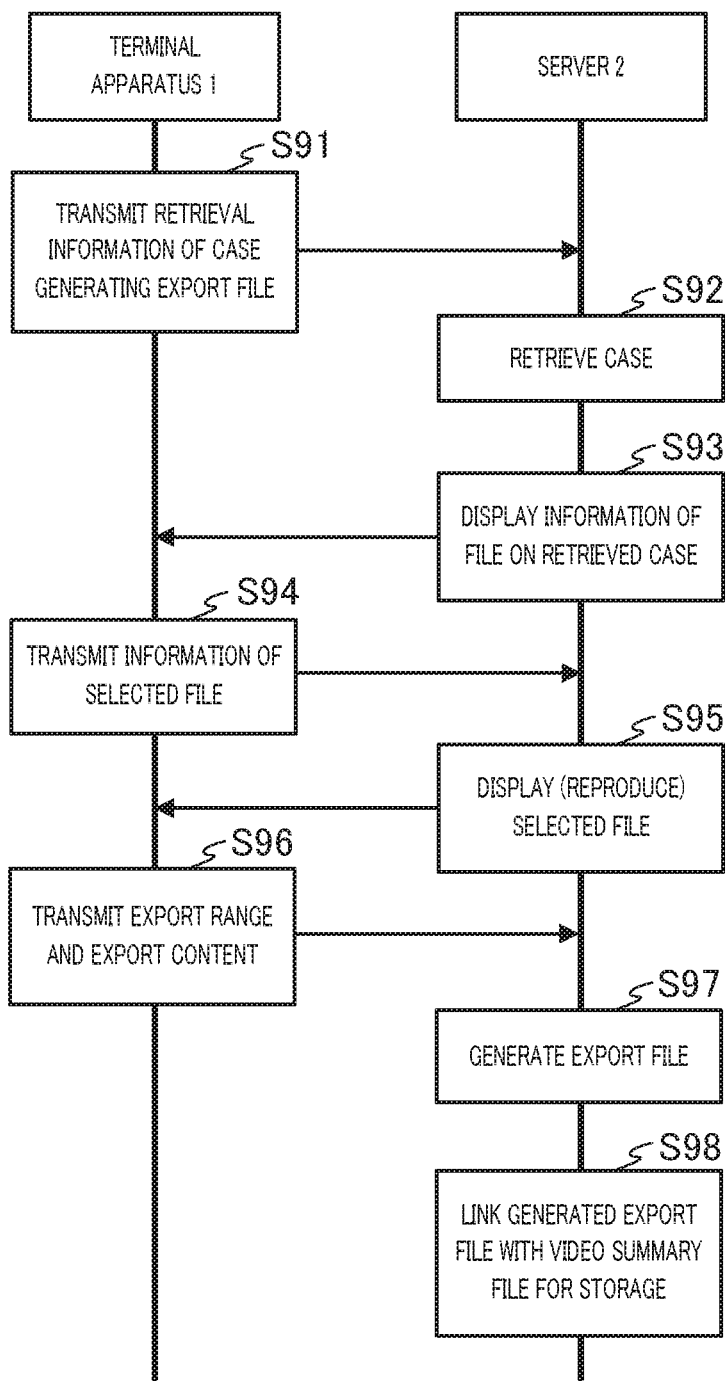 TERMINAL
APPARATUS 1
SERVER 2
S91
TRANSMIT RETRIEVAL
INFORMATION OF CASE
GENERATING EXPORT FILE
S92
RETRIEVE CASE
S93
DISPLAY INFORMATION OF
FILE ON RETRIEVED CASE
S94
TRANSMIT INFORMATION OF
SELECTED FILE
S95
DISPLAY (REPRODUCE)
SELECTED FILE
S96
TRANSMIT EXPORT RANGE
AND EXPORT CONTENT
S97
GENERATE EXPORT FILE
S98
LINK GENERATED EXPORT
FILE WITH VIDEO SUMMARY
FILE FOR STORAGE